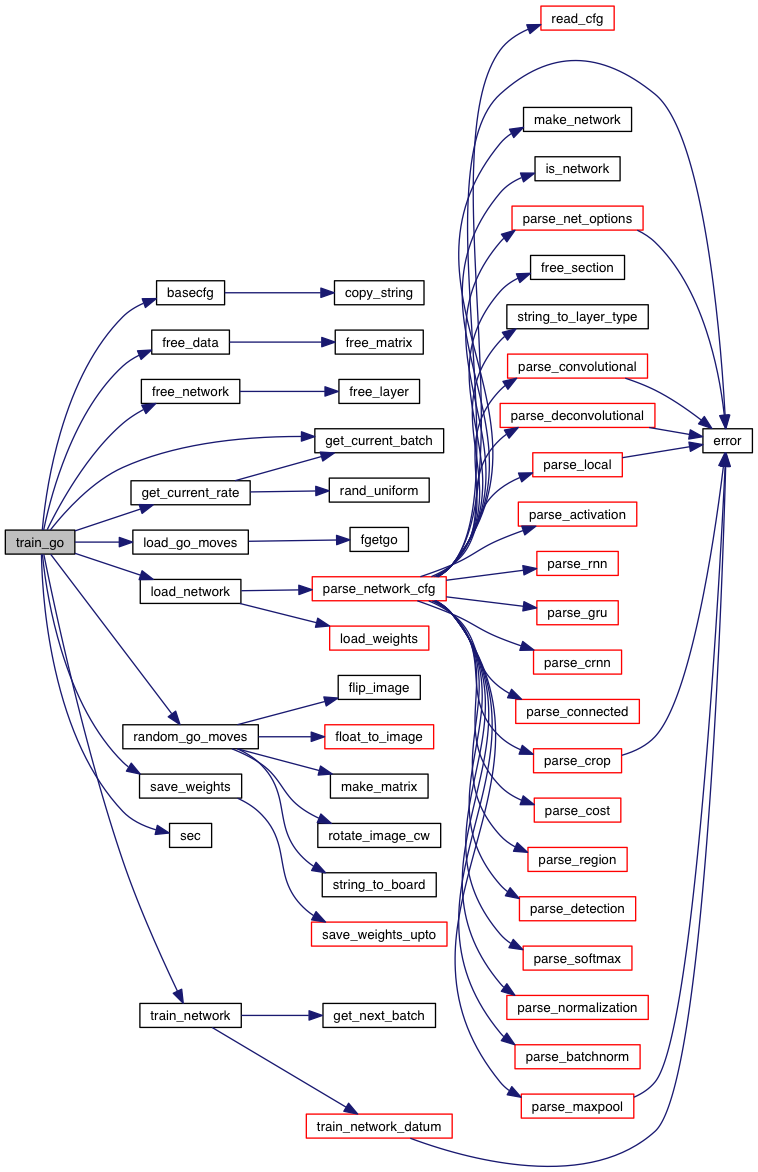 read_cfg
make_network
is_network
parse_net_options
free_section
basecfg
copy_string
string_to_layer_type
free_data
free_matrix
parse_convolutional
free_network
free_layer
parse_deconvolutional
get_current_batch
error
parse_local
get_current_rate
rand_uniform
parse_activation
train_go
load_go_moves
fgetgo
parse_rnn
load_network
parse_network_cfg
parse_gru
load_weights
parse_crnn
flip_image
parse_connected
random_go_moves
float_to_image
parse_crop
save_weights
make_matrix
parse_cost
sec
rotate_image_cw
parse_region
string_to_board
parse_detection
save_weights_upto
parse_softmax
parse_normalization
train_network
get_next_batch
parse_batchnorm
parse_maxpool
train_network_datum